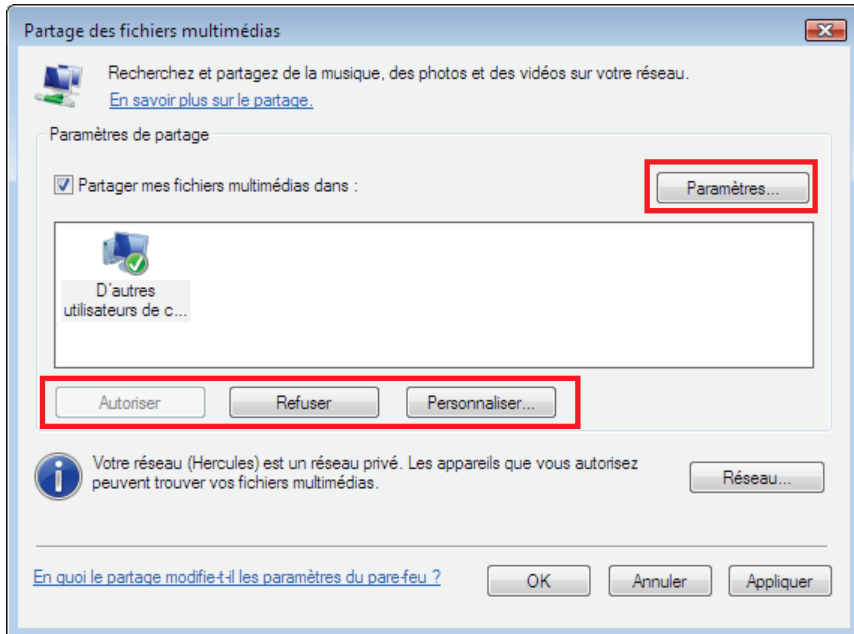 Partage des fichiers multimédias
Recherchez et partagez de la musique, des photos et des vidéos sur votre réseau.
En savoir plus sur le partage.
Paramètres de partage
Partager mes fichiers multimédias dans :
Paramètres...
D'autres
utilisateurs de c...
Autoriser
Refuser
Personnaliser...
Votre réseau (Hercules) est un réseau privé. Les appareils que vous autorisez
peuvent trouver vos fichiers multimédias.
Réseau...
En quoi le partage modifie-t-il les paramètres du pare-feu ?
OK
Annuler
Appliquer